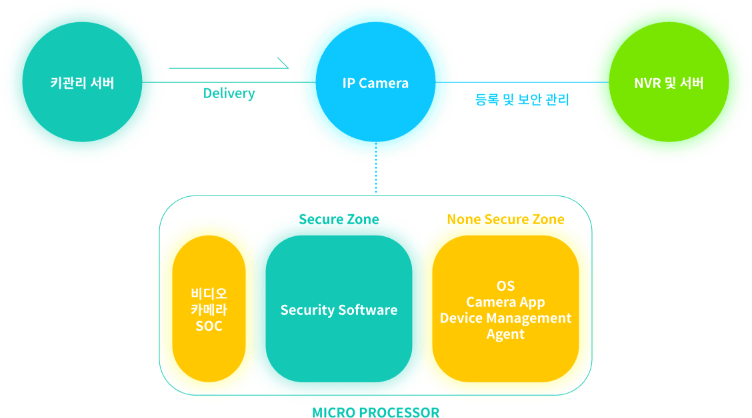 키관리 서버
Delivery
IP Camera
등록 및 보안 관리
NVR 및 서버
Secure Zone
None Secure Zone
비디오
카메라
SOC
Security Software
OS
Camera App
Device Management
Agent
MICRO PROCESSOR